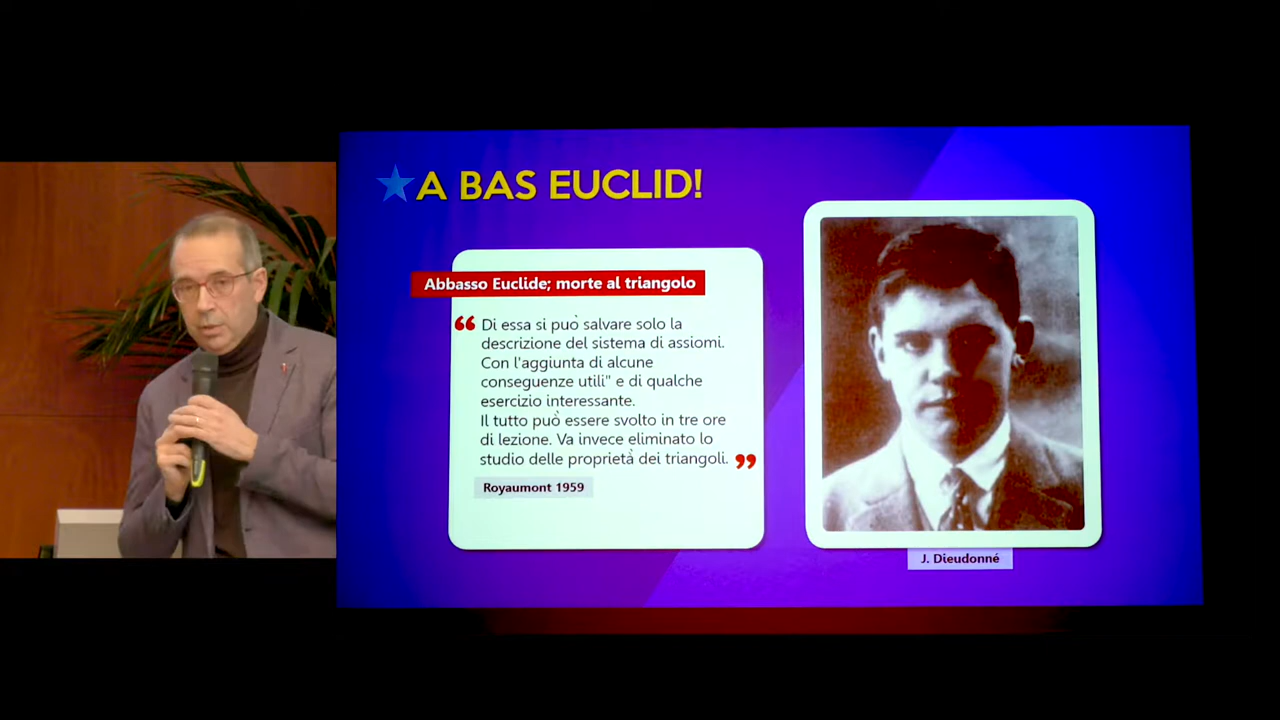 A BAS EUCLID!
Abbasso Euclide; morte al triangolo
“ Di essa si può salvare solo la
descrizione del sistema di assiomi.
Con l'aggiunta di alcune
conseguenze utili" e di qualche
esercizio interessante.
Il tutto può essere svolto in tre ore
di lezione. Va invece eliminato lo
studio delle proprietà dei triangoli. ”
Royaumont 1959
J. Dieudonné